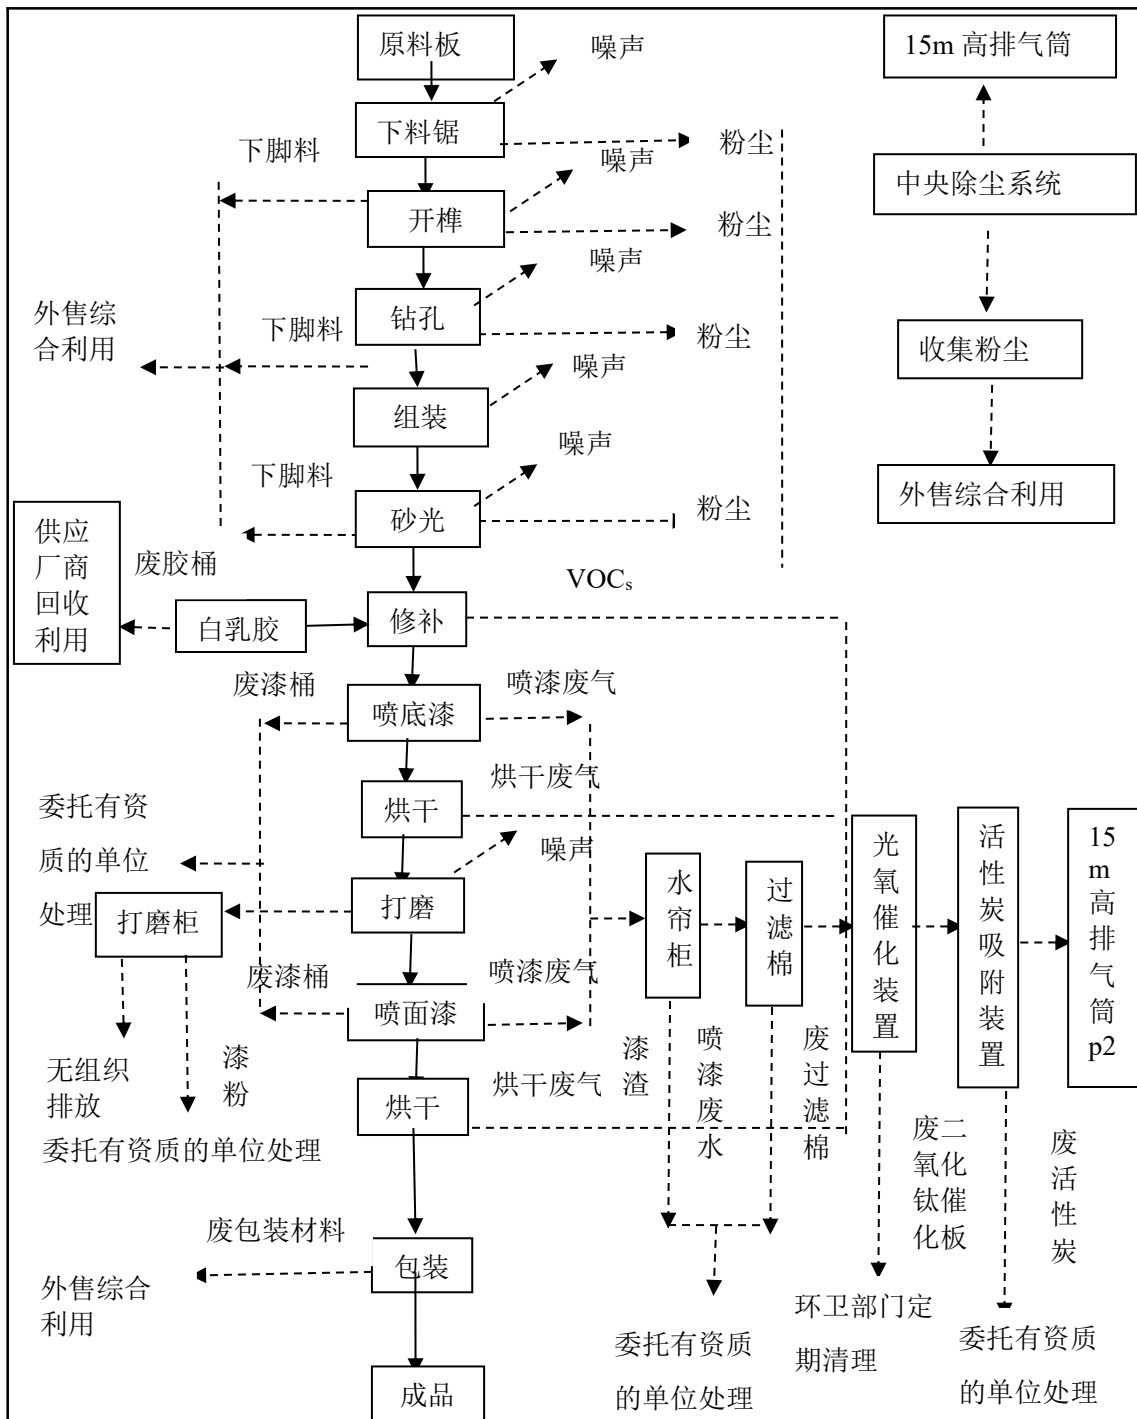 原料板
噪声
15m 高排气筒
下料锯
下脚料
粉尘
噪声
中央除尘系统
开榫
粉尘
噪声
钻孔
外售综
合利用
下脚料
粉尘
收集粉尘
噪声
组装
噪声
下脚料
外售综合利用
砂光
粉尘
供应
厂商
回收
利用
废胶桶
VOCs
白乳胶
修补
废漆桶
喷漆废气
喷底漆
烘干废气
委托有资
质的单位
处理
烘干
噪声
打磨柜
打磨
水帘柜
过滤棉
光氧催化装置
活性炭吸附装置
15
m
高
排
气
筒
p2
废漆桶
喷漆废气
喷面漆
无组织
排放
漆粉
烘干废气
烘干
漆渣
喷漆废水
废过滤棉
委托有资质的单位处理
废二
氧化
钛催
化板
废活性炭
废包装材料
包装
外售综合
利用
环卫部门定
期清理
委托有资质
的单位处理
委托有资质
的单位处理
成品